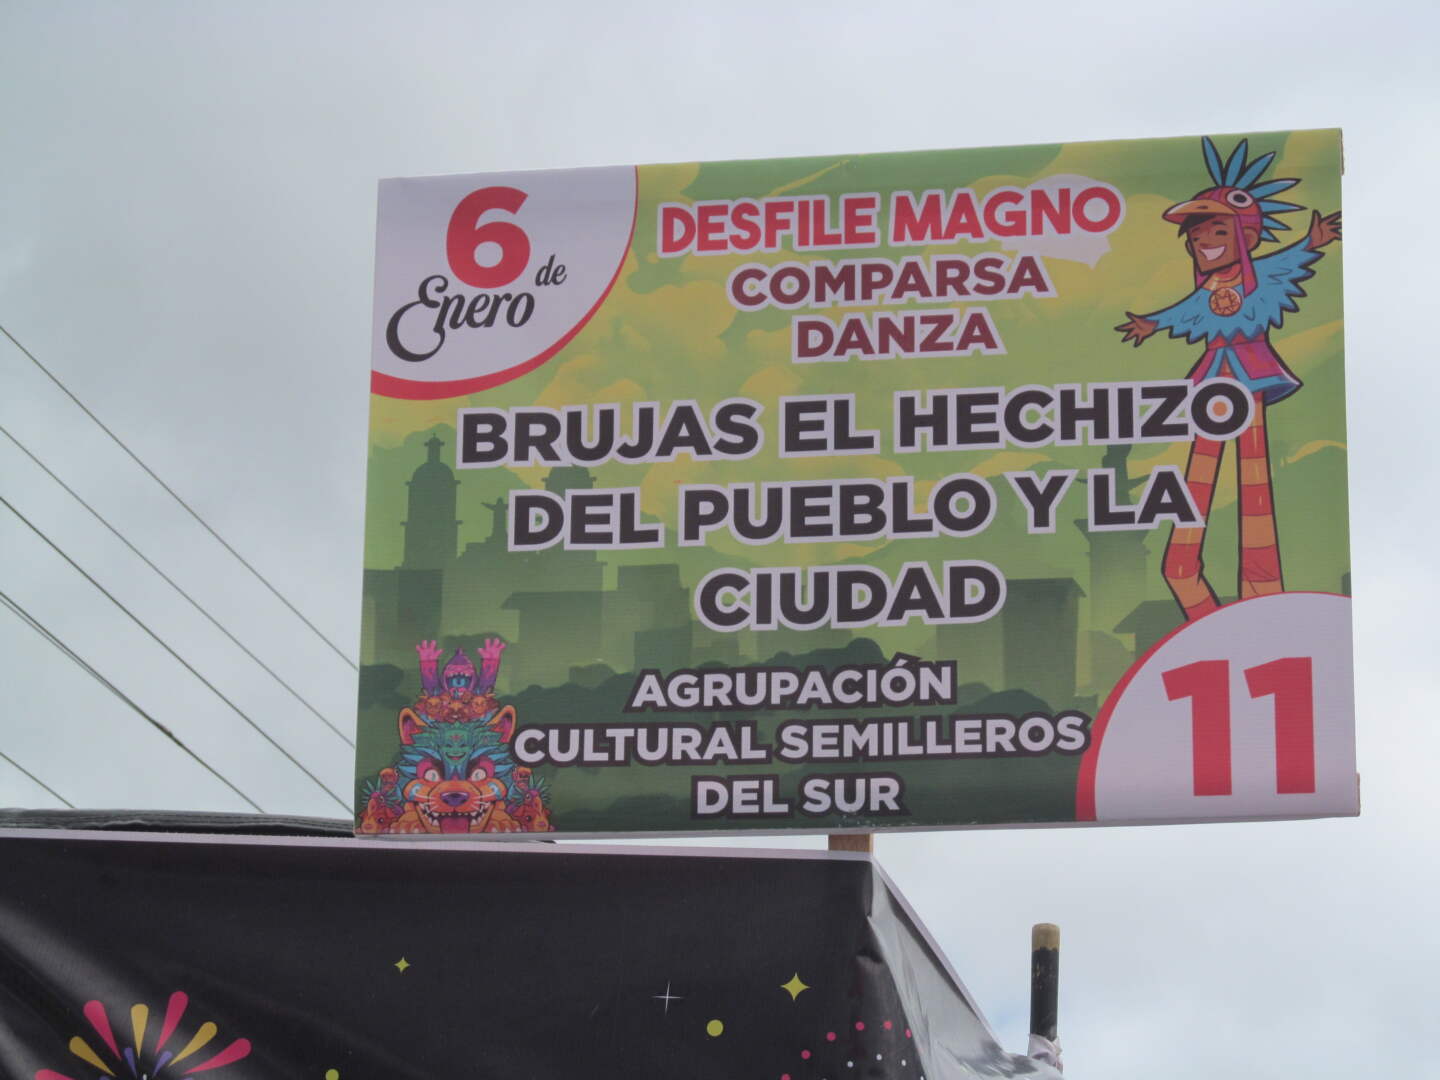 6 de
Enero
DESFILE MAGNO
COMPARSA
DANZA
BRUJAS EL HECHIZO
DEL PUEBLO Y LA
CIUDAD
AGRUPACIÓN
CULTURAL SEMILLEROS
DEL SUR
11